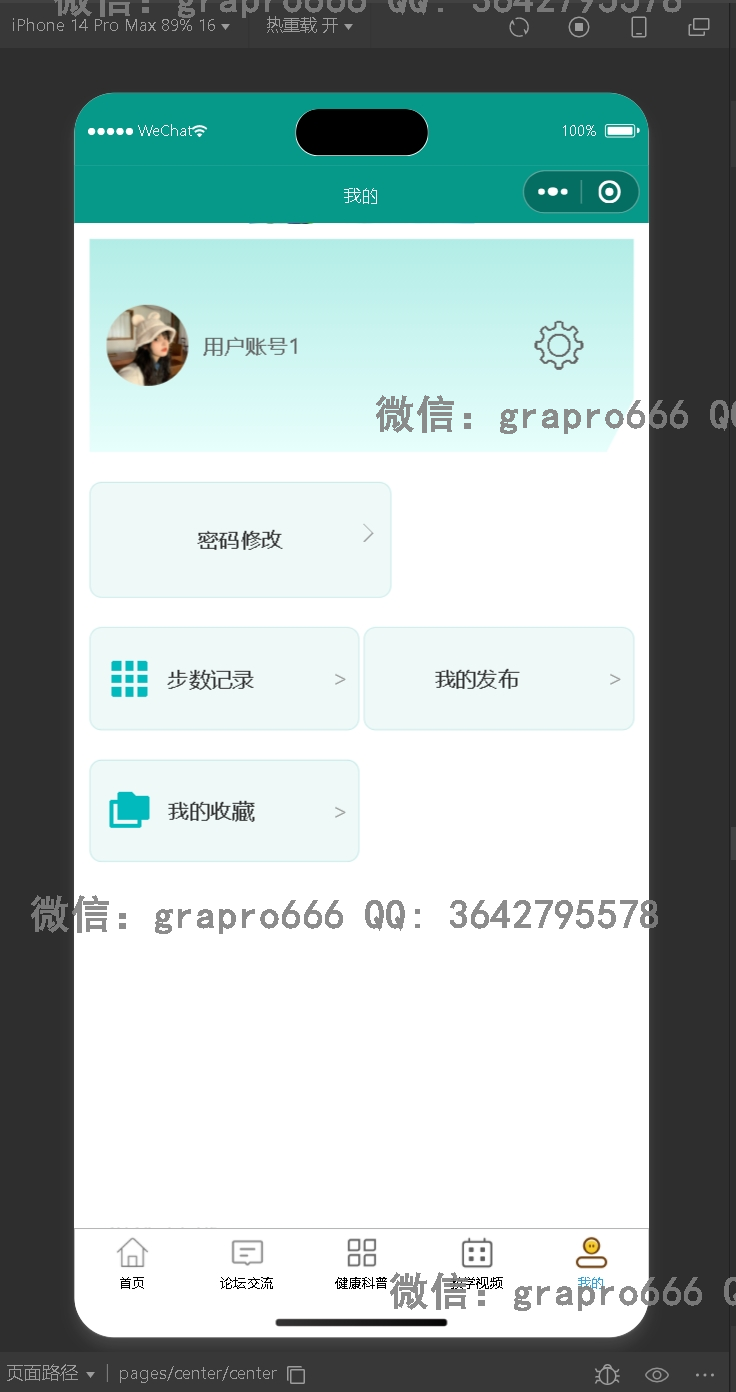 微信: grapro666 QQ: 3642795578
iPhone 14 Pro Max 89% 16 热重载 开
WeChat 100%
我的
用户账号1
微信: grapro666 QQ
密码修改
步数记录 >
我的发布 >
我的收藏 >
微信: grapro666 QQ: 3642795578
首页 论坛交流 健康科普 教学视频 我的
微信: grapro666 QQ
页面路径 pages/center/center